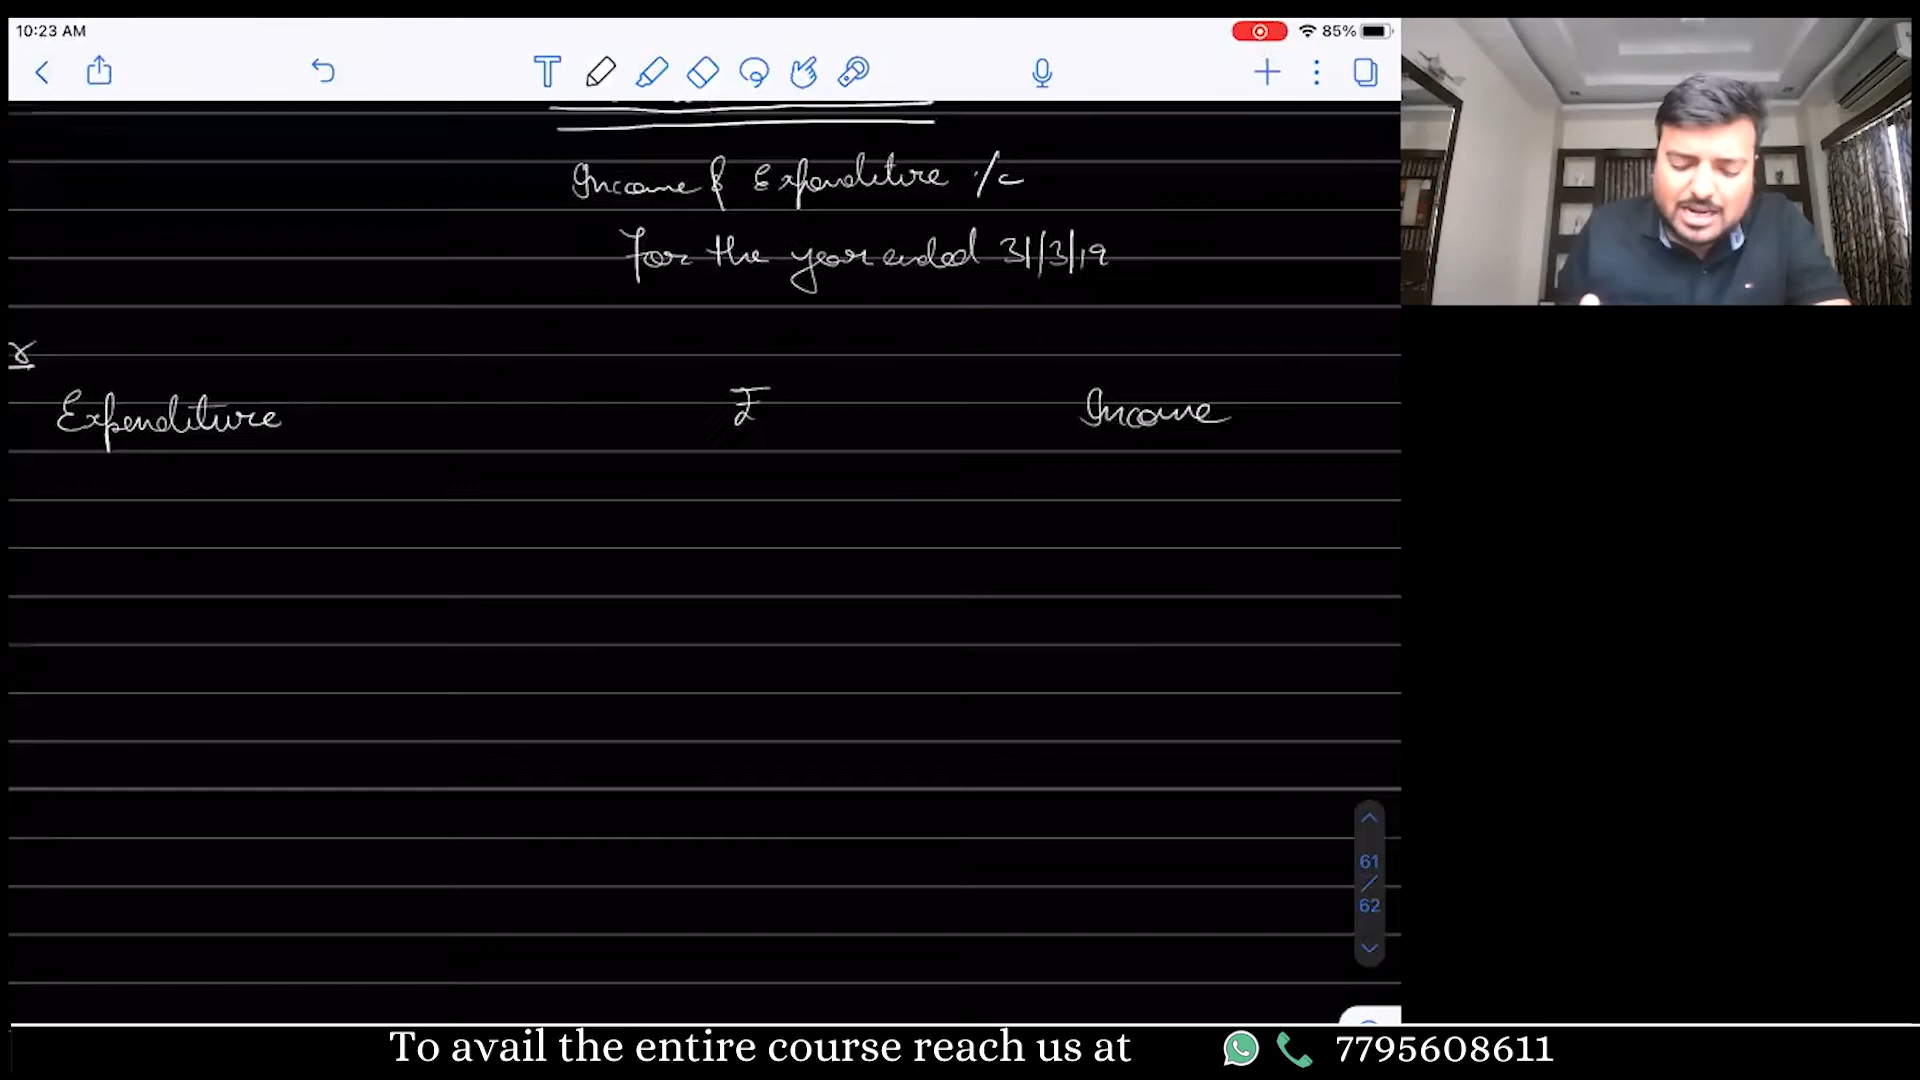 10:23 AM
85%
T
Income & Expenditure A/c
For the year ended 31/3/19
Expenditure ₹ Income
61
/
62
To avail the entire course reach us at 7795608611